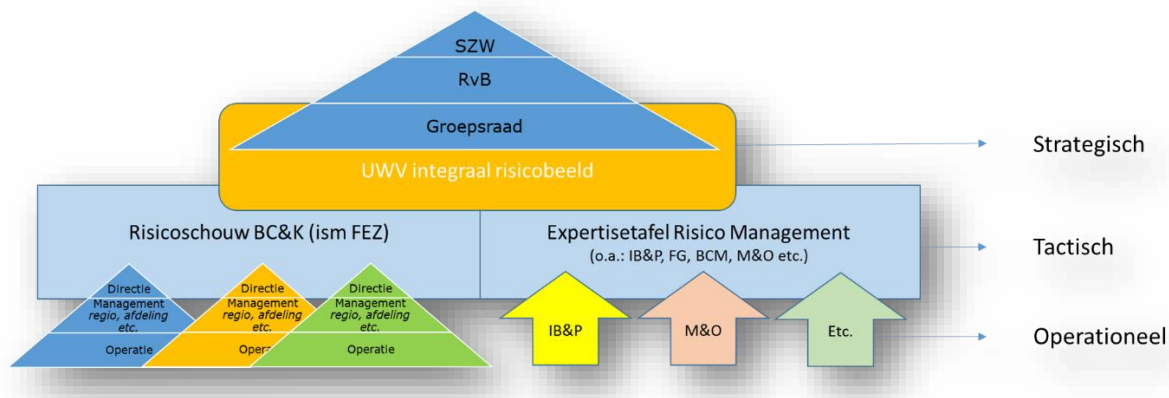 SZW
RvB
Groepsraad
UWV integraal risicobeeld
Strategisch
Risicoschouw BC&K (ism FEZ)
Expertisetafel Risico Management
(o.a.: IB&P, FG, BCM, M&O etc.)
Tactisch
Directie
Management
regio, afdeling
etc.
Operatie
Directie
Management
regio, afdeling
etc.
Directie
Management
regio, afdeling
etc.
Operatie
IB&P
M&O
Etc.
Operationeel